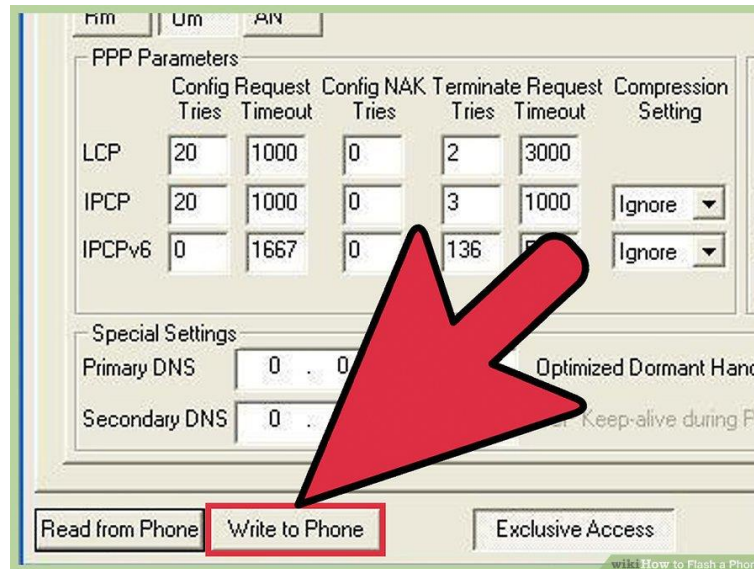 Rm Um AN
PPP Parameters
Config Request Config NAK Terminate Request Compression
Tries Timeout Tries Tries Timeout Setting
LCP 20 1000 0 2 3000
IPCP 20 1000 0 3 1000 Ignore
IPCPv6 0 1667 0 136 Ignore
Special Settings
Primary DNS 0 . 0 Optimized Dormant Hand
Secondary DNS 0 . Keep-alive during P
Read from Phone Write to Phone Exclusive Access
wikiHow to Flash a Phone